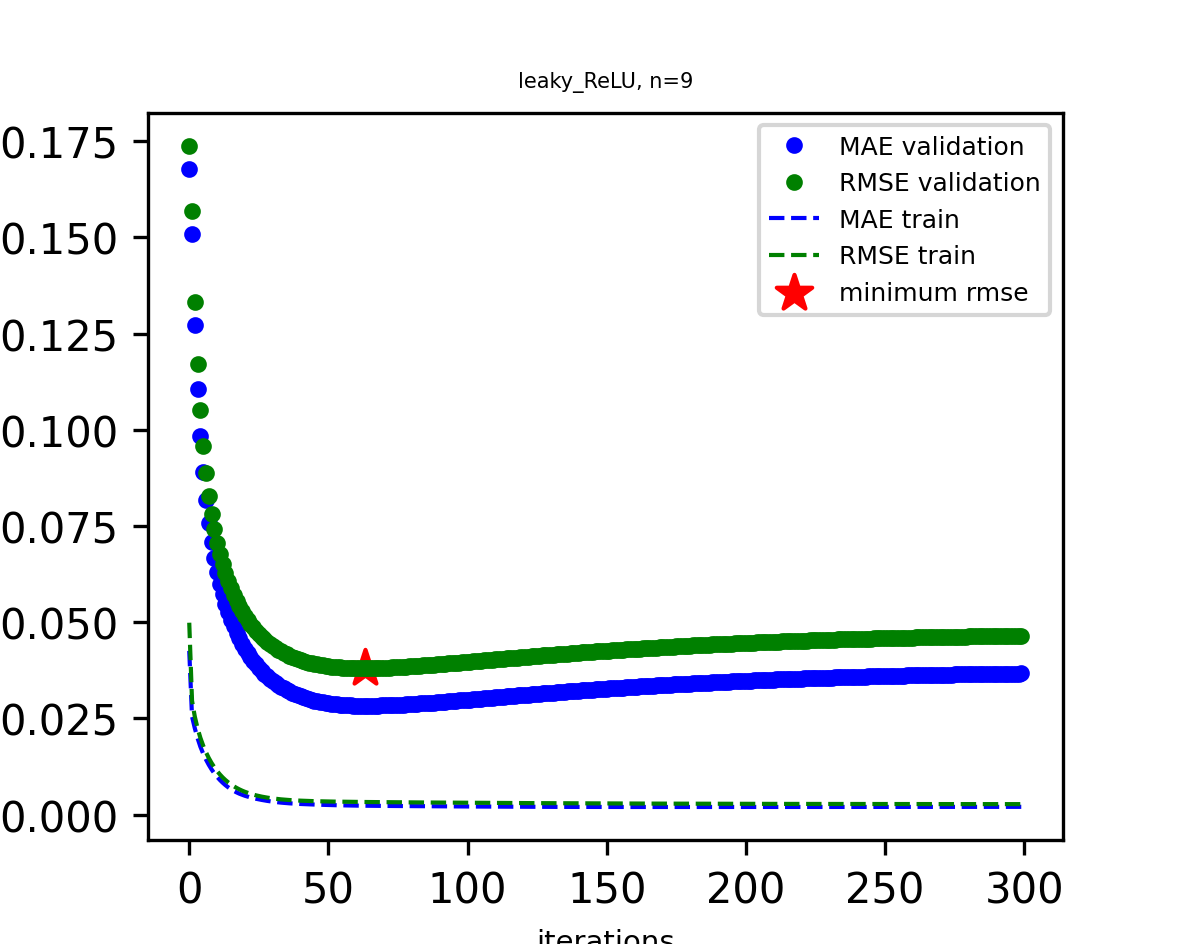 leaky_ReLU, n=9
0.175
0.150
0.125
0.100
0.075
0.050
0.025
0.000
MAE validation
RMSE validation
MAE train
RMSE train
minimum rmse
0 50 100 150 200 250 300
iterations